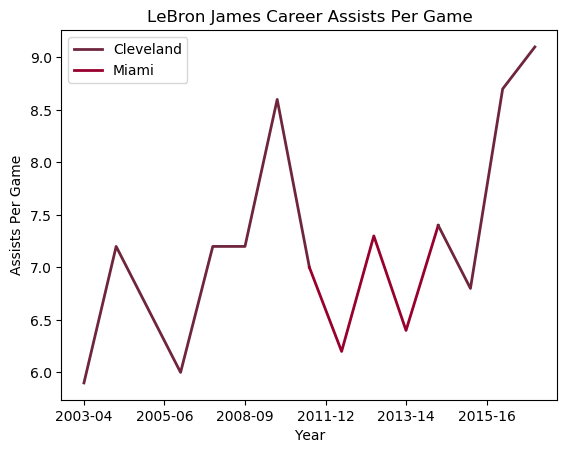 LeBron James Career Assists Per Game
Cleveland
Miami
9.0
8.5
8.0
7.5
7.0
6.5
6.0
Assists Per Game
2003-04 2005-06 2008-09 2011-12 2013-14 2015-16
Year